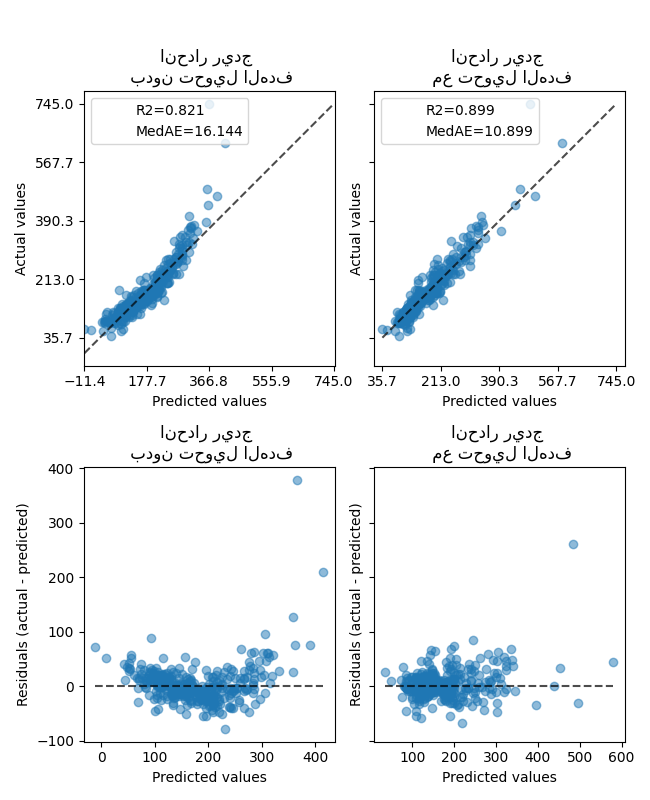 انحدار ريدج
بدون تحويل الهدف
R2=0.821
MedAE=16.144
745.0
567.7
390.3
213.0
35.7
Actual values
−11.4 177.7 366.8 555.9 745.0
Predicted values
انحدار ريدج
مع تحويل الهدف
R2=0.899
MedAE=10.899
Actual values
35.7 213.0 390.3 567.7 745.0
Predicted values
انحدار ريدج
بدون تحويل الهدف
400
300
200
100
0
−100
Residuals (actual - predicted)
0 100 200 300 400
Predicted values
انحدار ريدج
مع تحويل الهدف
Residuals (actual - predicted)
100 200 300 400 500 600
Predicted values